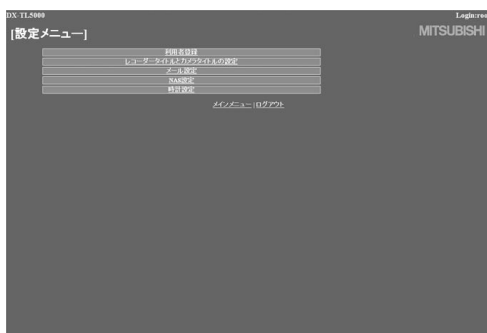 DX-TL5000 Login:roo
[設定メニュー] MITSUBISHI
利用者登録
レコーダータイトルとカメラタイトルの設定
メール設定
NAS設定
時計設定
メインメニュー | ログアウト